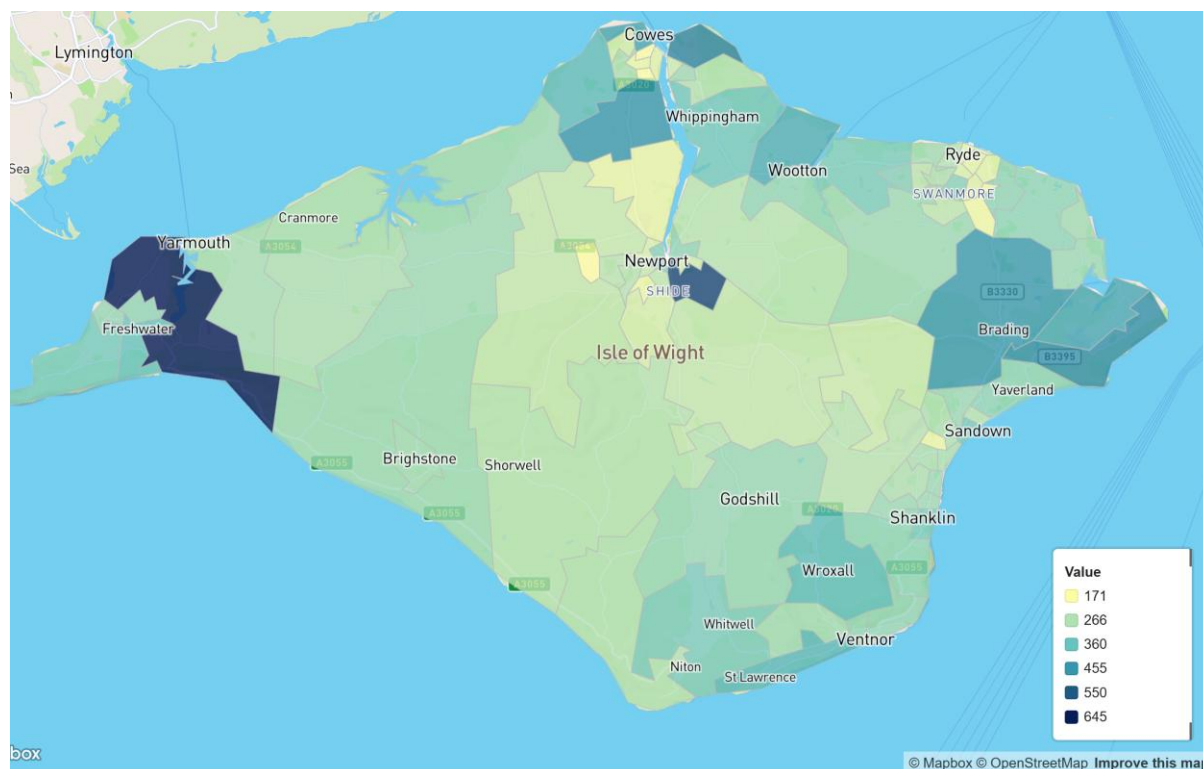 Lymington
Sea
Cowes
A3020
Whippingham
Wootton
Ryde
SWANMORE
Cranmore
Yarmouth
A3054
A3054
Newport
SHIDE
B3330
Freshwater
Brading
Isle of Wight
B3395
Yaverland
Sandown
Brighstone
A3055
Shorwell
Godshill
A3055
A3020
Shanklin
A3055
Wroxall
A3055
Whitwell
Ventnor
Niton
St Lawrence
Value
171
266
360
455
550
645
box
© Mapbox © OpenStreetMap Improve this map